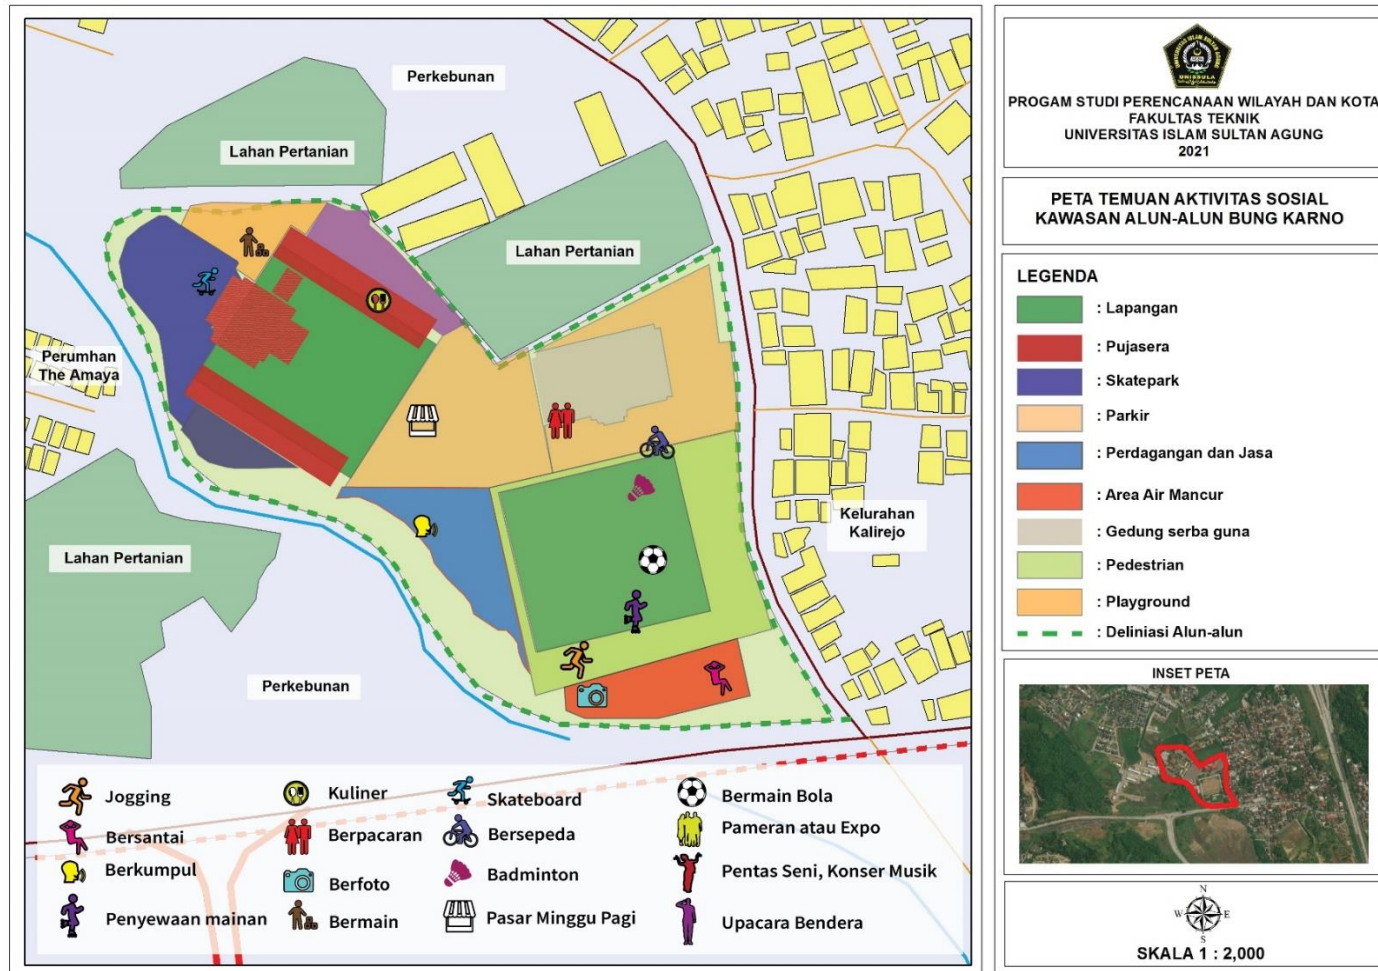 Perkebunan
Lahan Pertanian
Lahan Pertanian
Perumhan
The Amaya
Kelurahan
Kalirejo
Lahan Pertanian
Perkebunan
Jogging
Kuliner
Skateboard
Bermain Bola
Bersantai
Berpacaran
Bersepeda
Pameran atau Expo
Berkumpul
Berfoto
Badminton
Pentas Seni, Konser Musik
Penyewaan mainan
Bermain
Pasar Minggu Pagi
Upacara Bendera
UNISSULA
PROGAM STUDI PERENCANAAN WILAYAH DAN KOTA
FAKULTAS TEKNIK
UNIVERSITAS ISLAM SULTAN AGUNG
2021
PETA TEMUAN AKTIVITAS SOSIAL
KAWASAN ALUN-ALUN BUNG KARNO
LEGENDA
: Lapangan
: Pujasera
: Skatepark
: Parkir
: Perdagangan dan Jasa
: Area Air Mancur
: Gedung serba guna
: Pedestrian
: Playground
: Deliniasi Alun-alun
INSET PETA
N
W E
S
SKALA 1 : 2,000